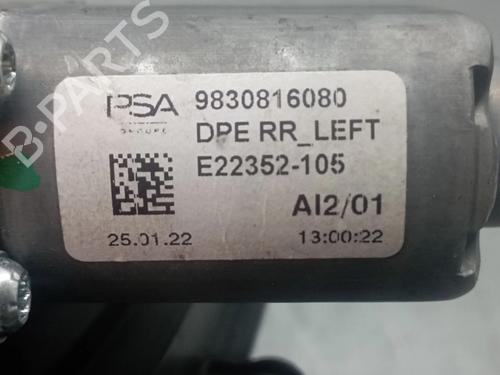 B-PARTS
PSA 9830816080
GROUPE DPE RR_LEFT
E22352-105
AI2/01
25.01.22 13:00:22